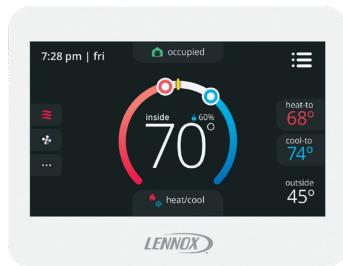 7:28 pm | fri
occupied
inside
60%
70°
heat-to
68°
cool-to
74°
outside
45°
heat/cool
LENNOX